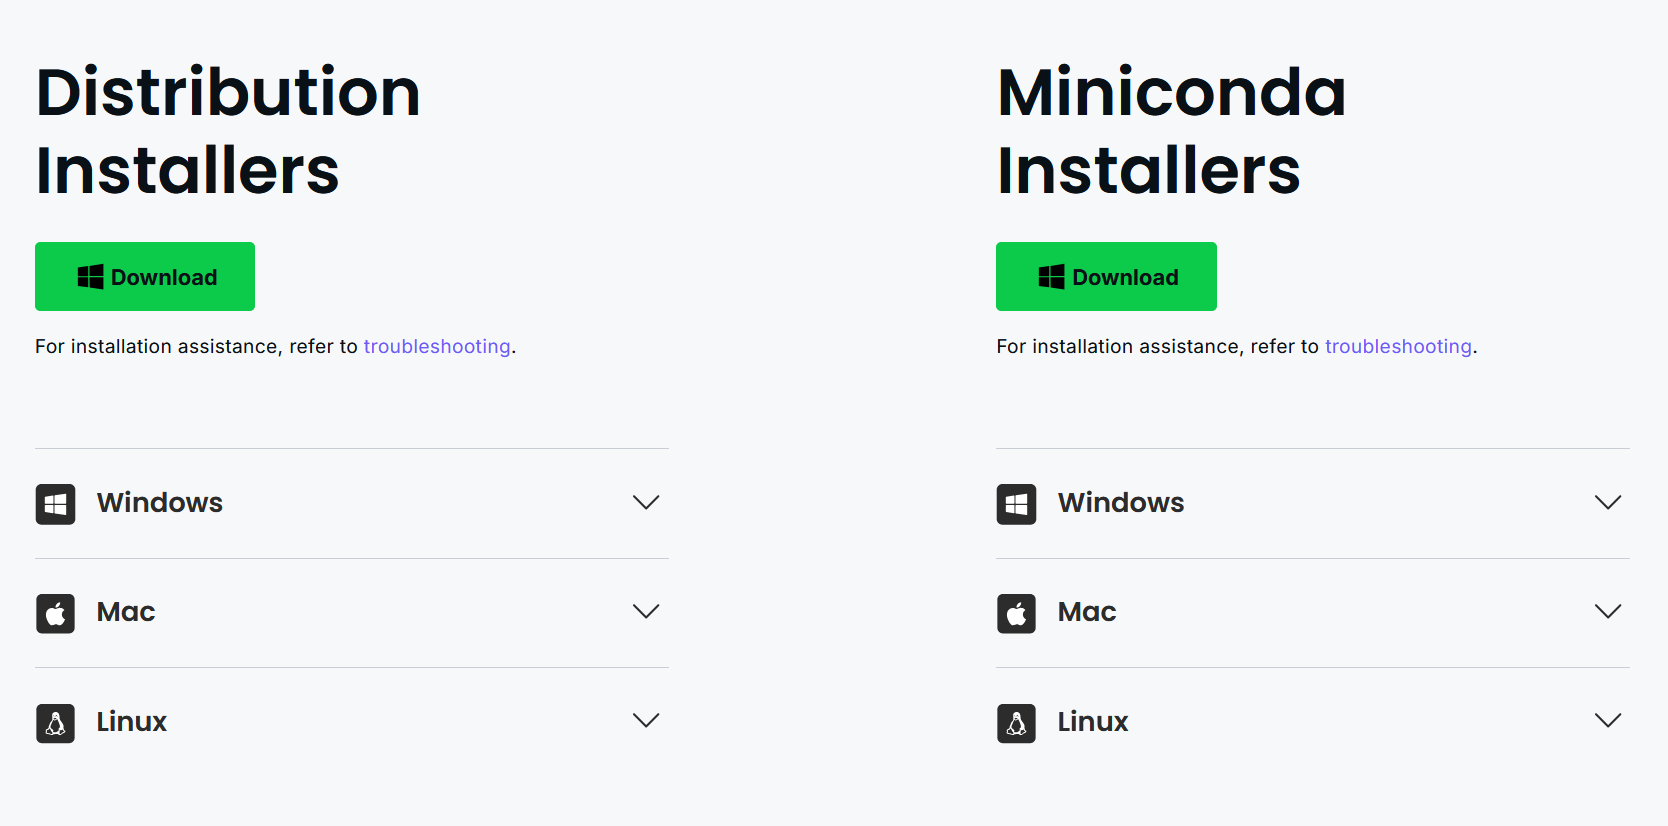 Distribution
Installers
Download
For installation assistance, refer to troubleshooting.
Windows
Mac
Linux
Miniconda
Installers
Download
For installation assistance, refer to troubleshooting.
Windows
Mac
Linux